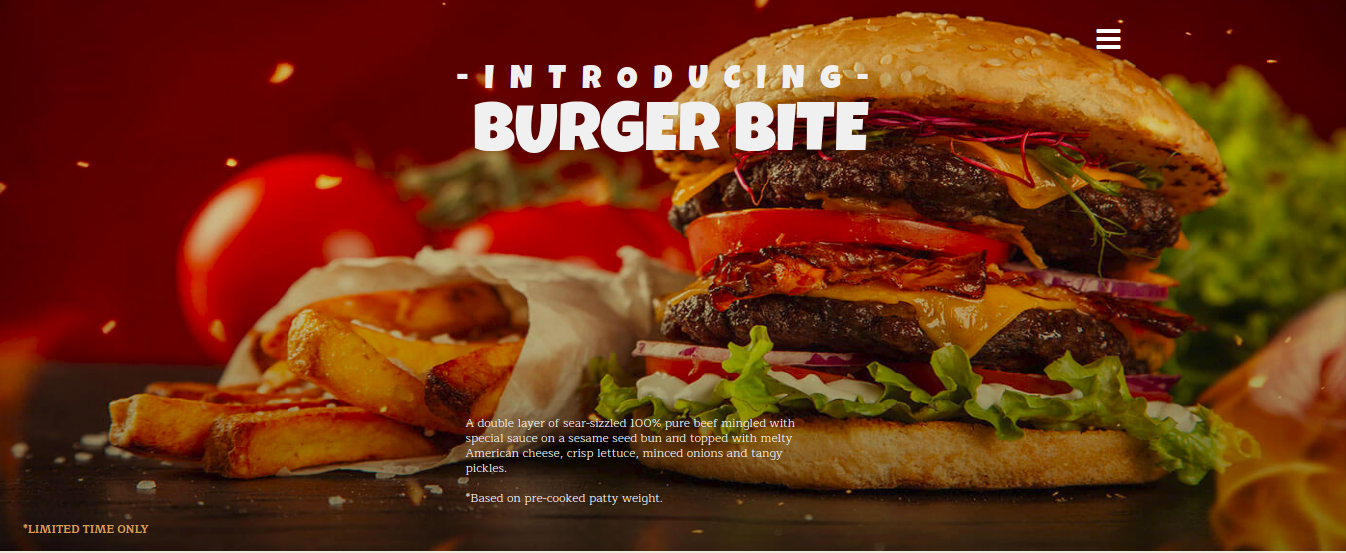 -INTRODUCING-
BURGER BITE
A double layer of sear-sizzled 100% pure beef mingled with
special sauce on a sesame seed bun and topped with melty
American cheese, crisp lettuce, minced onions and tangy
pickles.
*Based on pre-cooked patty weight.
*LIMITED TIME ONLY